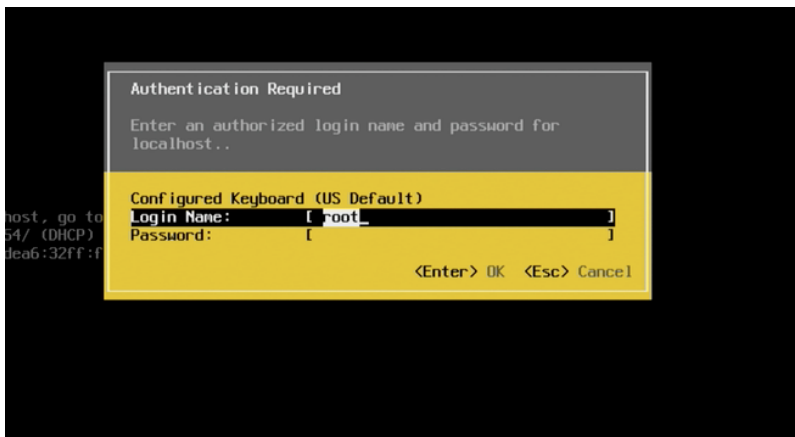 Authentication Required
Enter an authorized login name and password for
localhost..
Configured Keyboard (US Default)
host, go to
Login Name: [ root_ ]
54/ (DHCP)
Password: [ ]
dea6:32ff:f
<Enter> OK <Esc> Cancel